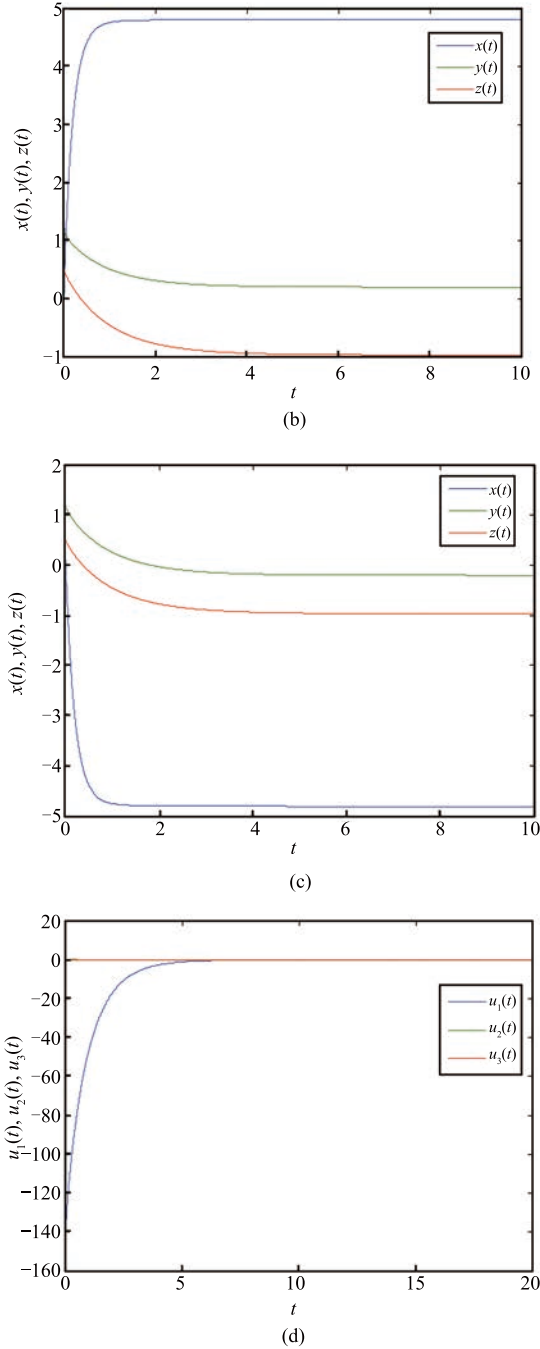 5
4
3
2
1
0
−1
x(t), y(t), z(t)
x(t)
y(t)
z(t)
0 2 4 6 8 10
t
(b)
2
1
0
−1
−2
−3
−4
−5
x(t), y(t), z(t)
x(t)
y(t)
z(t)
0 2 4 6 8 10
t
(c)
20
0
−20
−40
−60
−80
−100
−120
−140
−160
u₁(t), u₂(t), u₃(t)
u₁(t)
u₂(t)
u₃(t)
0 5 10 15 20
t
(d)